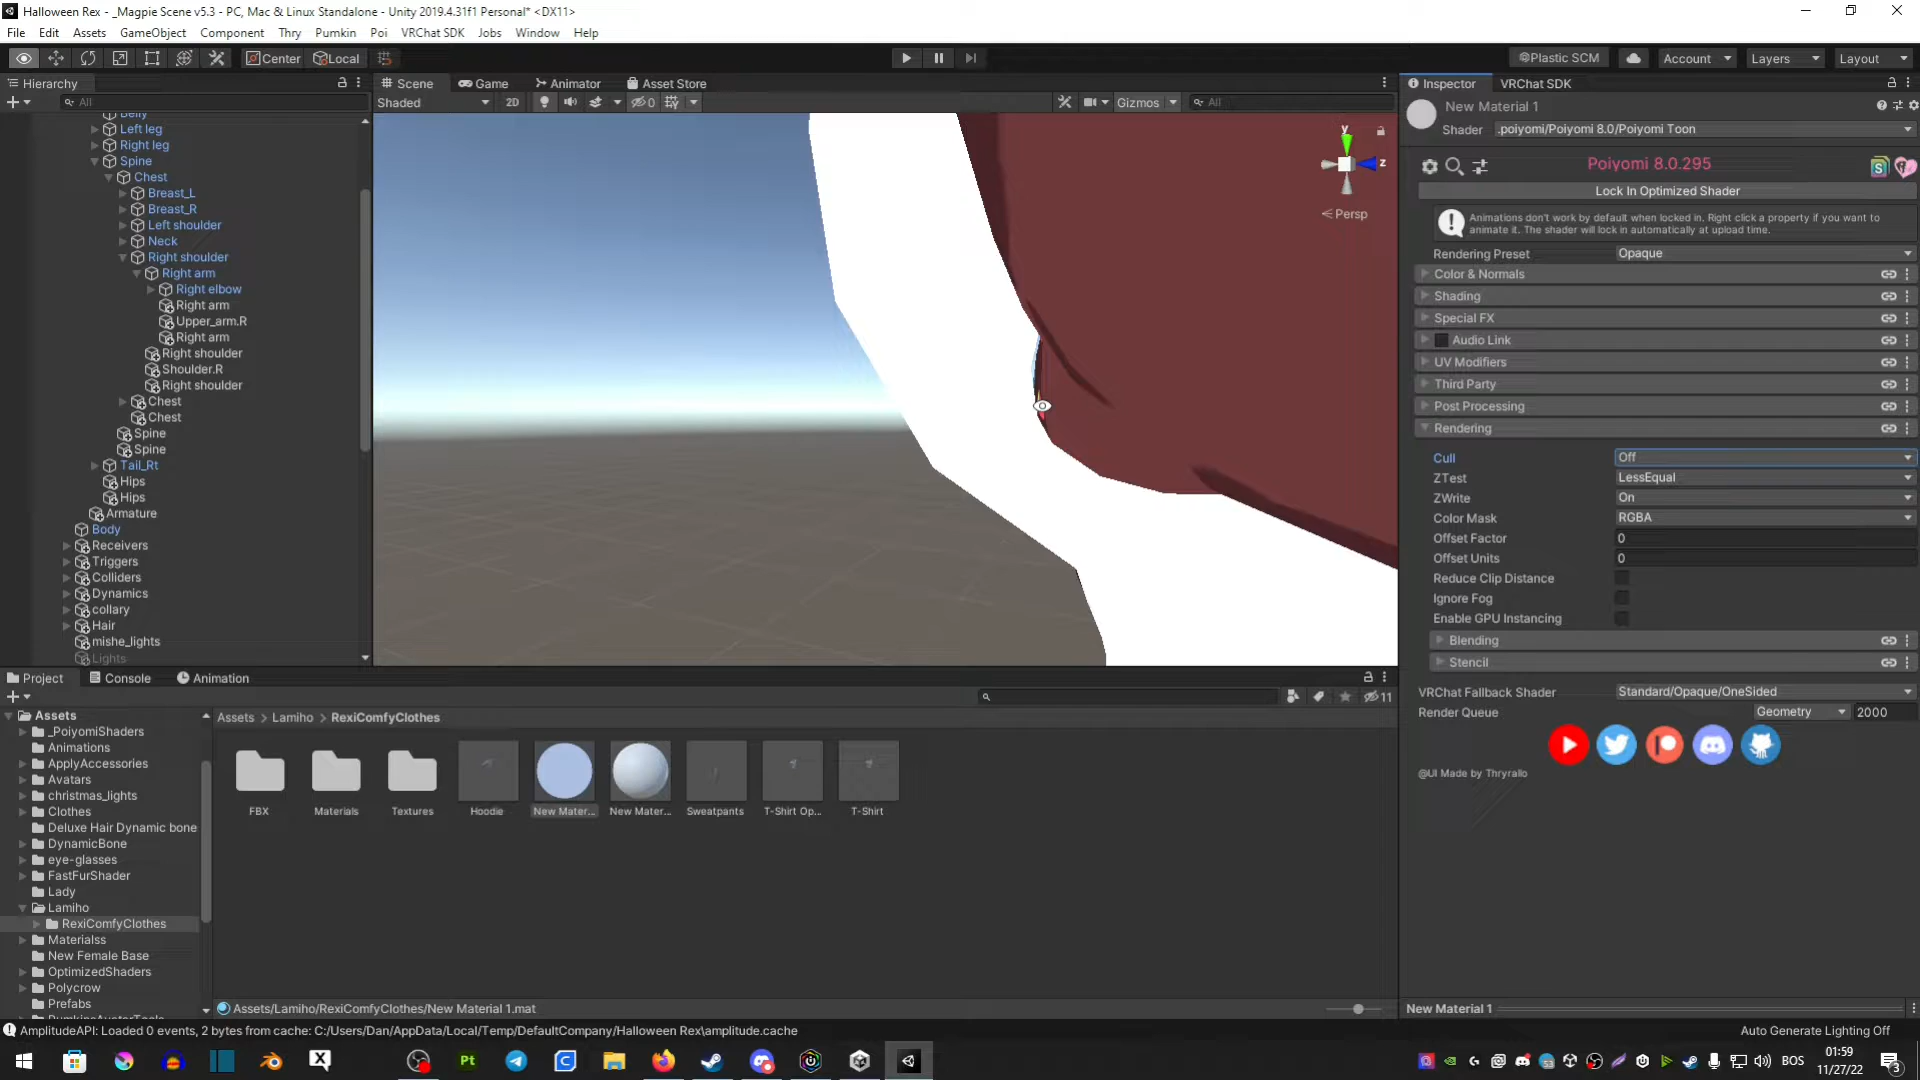 Halloween Rex - _Magpie Scene v5.3 - PC, Mac & Linux Standalone - Unity 2019.4.31f1 Personal* <DX11>
File Edit Assets GameObject Component Thry Pumkin Poi VRChat SDK Jobs Window Help
Center Local Plastic SCM Account Layers Layout
Hierarchy
All
Belly
Left leg
Right leg
Spine
Chest
Breast_L
Breast_R
Left shoulder
Neck
Right shoulder
Right arm
Right elbow
Right arm
Upper_arm.R
Right arm
Right shoulder
Shoulder.R
Right shoulder
Chest
Chest
Spine
Spine
Tail_Rt
Hips
Hips
Armature
Body
Receivers
Triggers
Colliders
Dynamics
collary
Hair
mishe_lights
Lights
Scene Game Animator Asset Store
Shaded 2D 0 Gizmos All
y
z
Persp
Inspector VRChat SDK
New Material 1
Shader .poiyomi/Poiyomi 8.0/Poiyomi Toon
Poiyomi 8.0.295
Lock In Optimized Shader
Animations don't work by default when locked in. Right click a property if you want to
animate it. The shader will lock in automatically at upload time.
Rendering Preset Opaque
Color & Normals
Shading
Special FX
Audio Link
UV Modifiers
Third Party
Post Processing
Rendering
Cull Off
ZTest LessEqual
ZWrite On
Color Mask RGBA
Offset Factor 0
Offset Units 0
Reduce Clip Distance
Ignore Fog
Enable GPU Instancing
Blending
Stencil
VRChat Fallback Shader Standard/Opaque/OneSided
Render Queue Geometry 2000
@UI Made by Thryrallo
New Material 1
Project Console Animation
11
Assets
_PoiyomiShaders
Animations
ApplyAccessories
Avatars
christmas_lights
Clothes
Deluxe Hair Dynamic bone
DynamicBone
eye-glasses
FastFurShader
Lady
Lamiho
RexiComfyClothes
Materialss
New Female Base
OptimizedShaders
Polycrow
Prefabs
PumkinsAvatarTools
Assets > Lamiho > RexiComfyClothes
FBX Materials Textures Hoodie New Mater... New Mater... Sweatpants T-Shirt Op... T-Shirt
Assets/Lamiho/RexiComfyClothes/New Material 1.mat
AmplitudeAPI: Loaded 0 events, 2 bytes from cache: C:/Users/Dan/AppData/Local/Temp/DefaultCompany/Halloween Rex\amplitude.cache
Auto Generate Lighting Off
Pt
BOS
01:59
11/27/22
3